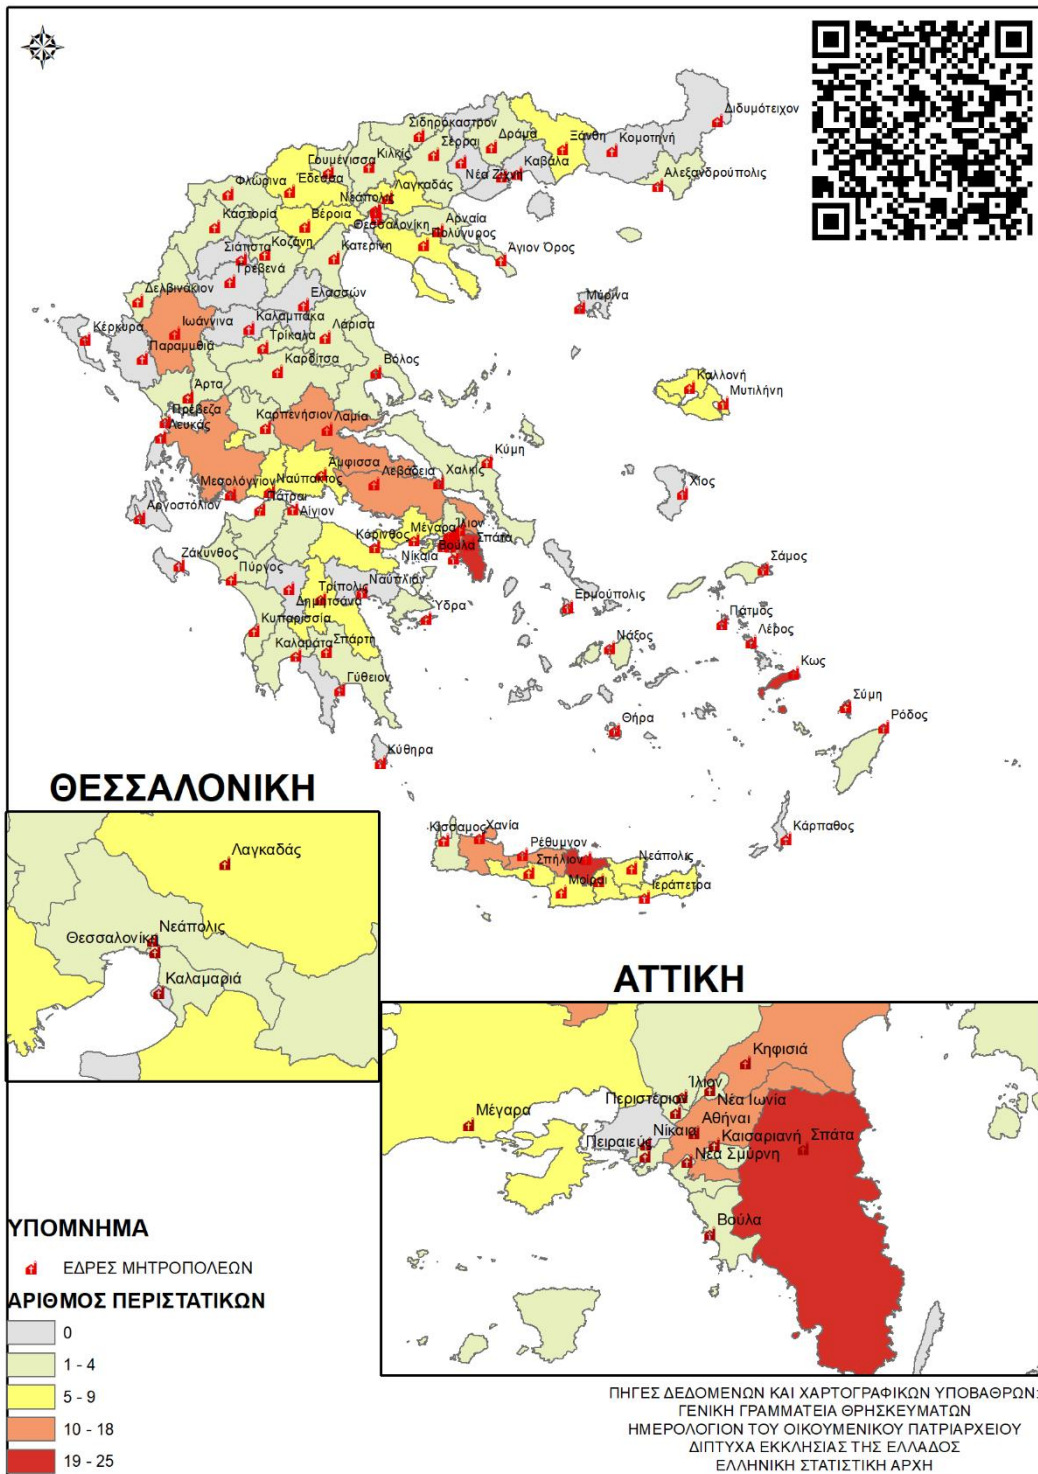 Διδυμότειχον
Σιδηρόκαστρον
Δράμα
Ξάνθη
Κομοτηνή
Σέρραι
Κιλκίς
Γουμένισσα
Καβάλα
Νέα Ζίχνη
Αλεξανδρούπολις
Έδεσσα
Φλώρινα
Λαγκαδάς
Νεάπολις
Καστορία
Βέροια
Θεσσαλονίκη
Αρναία
Πολύγυρος
Σιάτιστα
Κοζάνη
Κατερίνη
Άγιον Όρος
Γρεβενά
Δελβινάκιον
Ελασσών
Μύρινα
Κέρκυρα
Ιωάννινα
Καλαμπάκα
Λάρισα
Τρίκαλα
Παραμυθιά
Καρδίτσα
Βόλος
Καλλονή
Άρτα
Μυτιλήνη
Πρέβεζα
Καρπενήσιον
Λαμία
Λευκάς
Κύμη
Άμφισσα
Λεβάδεια
Χαλκίς
Μεσολόγγιον
Ναύπακτος
Χίος
Πάτραι
Αργοστόλιον
Αίγιον
Μέγαρα
Ίλιον
Κόρινθος
Σπάτα
Βούλα
Νίκαια
Ζάκυνθος
Πύργος
Σάμος
Τρίπολις
Ναύπλιον
Δημητσάνα
Ερμούπολις
Ύδρα
Πάτμος
Κυπαρισσία
Λέρος
Νάξος
Καλαμάτα
Σπάρτη
Κως
Γύθειον
Σύμη
Θήρα
Ρόδος
Κύθηρα
ΘΕΣΣΑΛΟΝΙΚΗ
Κίσσαμος
Χανία
Κάρπαθος
Ρέθυμνον
Σπήλιον
Νεάπολις
Μοίραι
Ιεράπετρα
Λαγκαδάς
Νεάπολις
Θεσσαλονίκη
Καλαμαριά
ΑΤΤΙΚΗ
Κηφισιά
Ίλιον
Περιστέριον
Νέα Ιωνία
Μέγαρα
Αθήναι
Νίκαια
Καισαριανή
Σπάτα
Πειραιεύς
Νέα Σμύρνη
Βούλα
ΥΠΟΜΝΗΜΑ
ΕΔΡΕΣ ΜΗΤΡΟΠΟΛΕΩΝ
ΑΡΙΘΜΟΣ ΠΕΡΙΣΤΑΤΙΚΩΝ
0
1 - 4
5 - 9
10 - 18
19 - 25
ΠΗΓΕΣ ΔΕΔΟΜΕΝΩΝ ΚΑΙ ΧΑΡΤΟΓΡΑΦΙΚΩΝ ΥΠΟΒΑΘΡΩΝ:
ΓΕΝΙΚΗ ΓΡΑΜΜΑΤΕΙΑ ΘΡΗΣΚΕΥΜΑΤΩΝ
ΗΜΕΡΟΛΟΓΙΟΝ ΤΟΥ ΟΙΚΟΥΜΕΝΙΚΟΥ ΠΑΤΡΙΑΡΧΕΙΟΥ
ΔΙΠΤΥΧΑ ΕΚΚΛΗΣΙΑΣ ΤΗΣ ΕΛΛΑΔΟΣ
ΕΛΛΗΝΙΚΗ ΣΤΑΤΙΣΤΙΚΗ ΑΡΧΗ